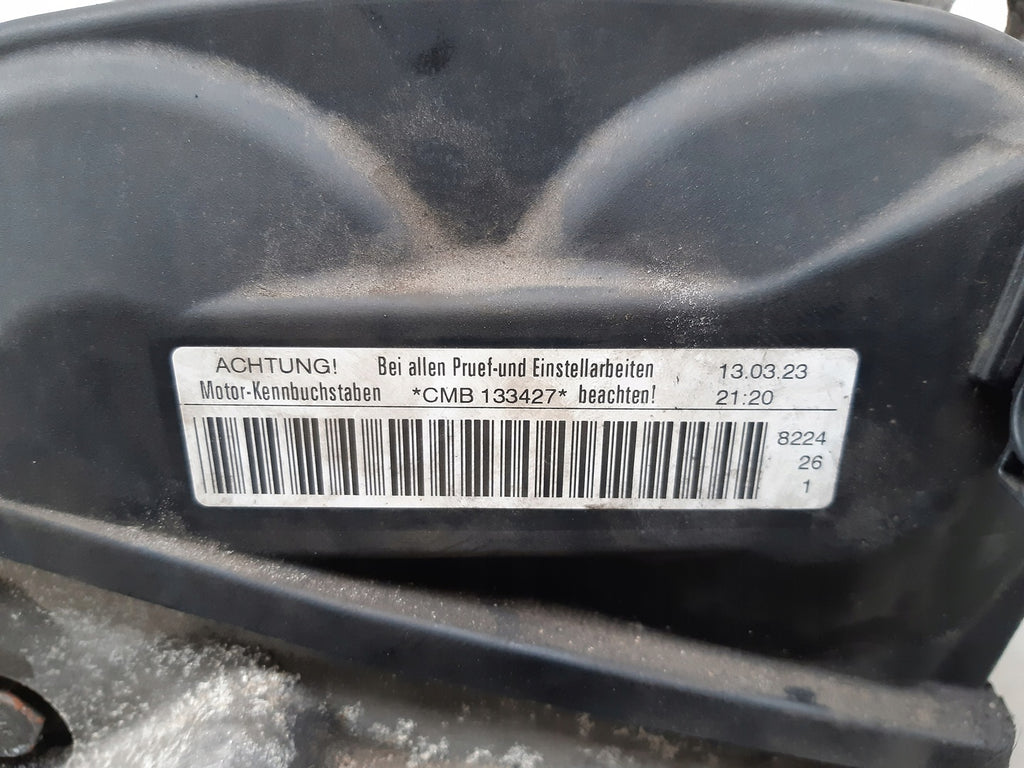 ACHTUNG! Bei allen Pruef-und Einstellarbeiten 13.03.23
Motor-Kennbuchstaben *CMB 133427* beachten! 21:20
8224
26
1